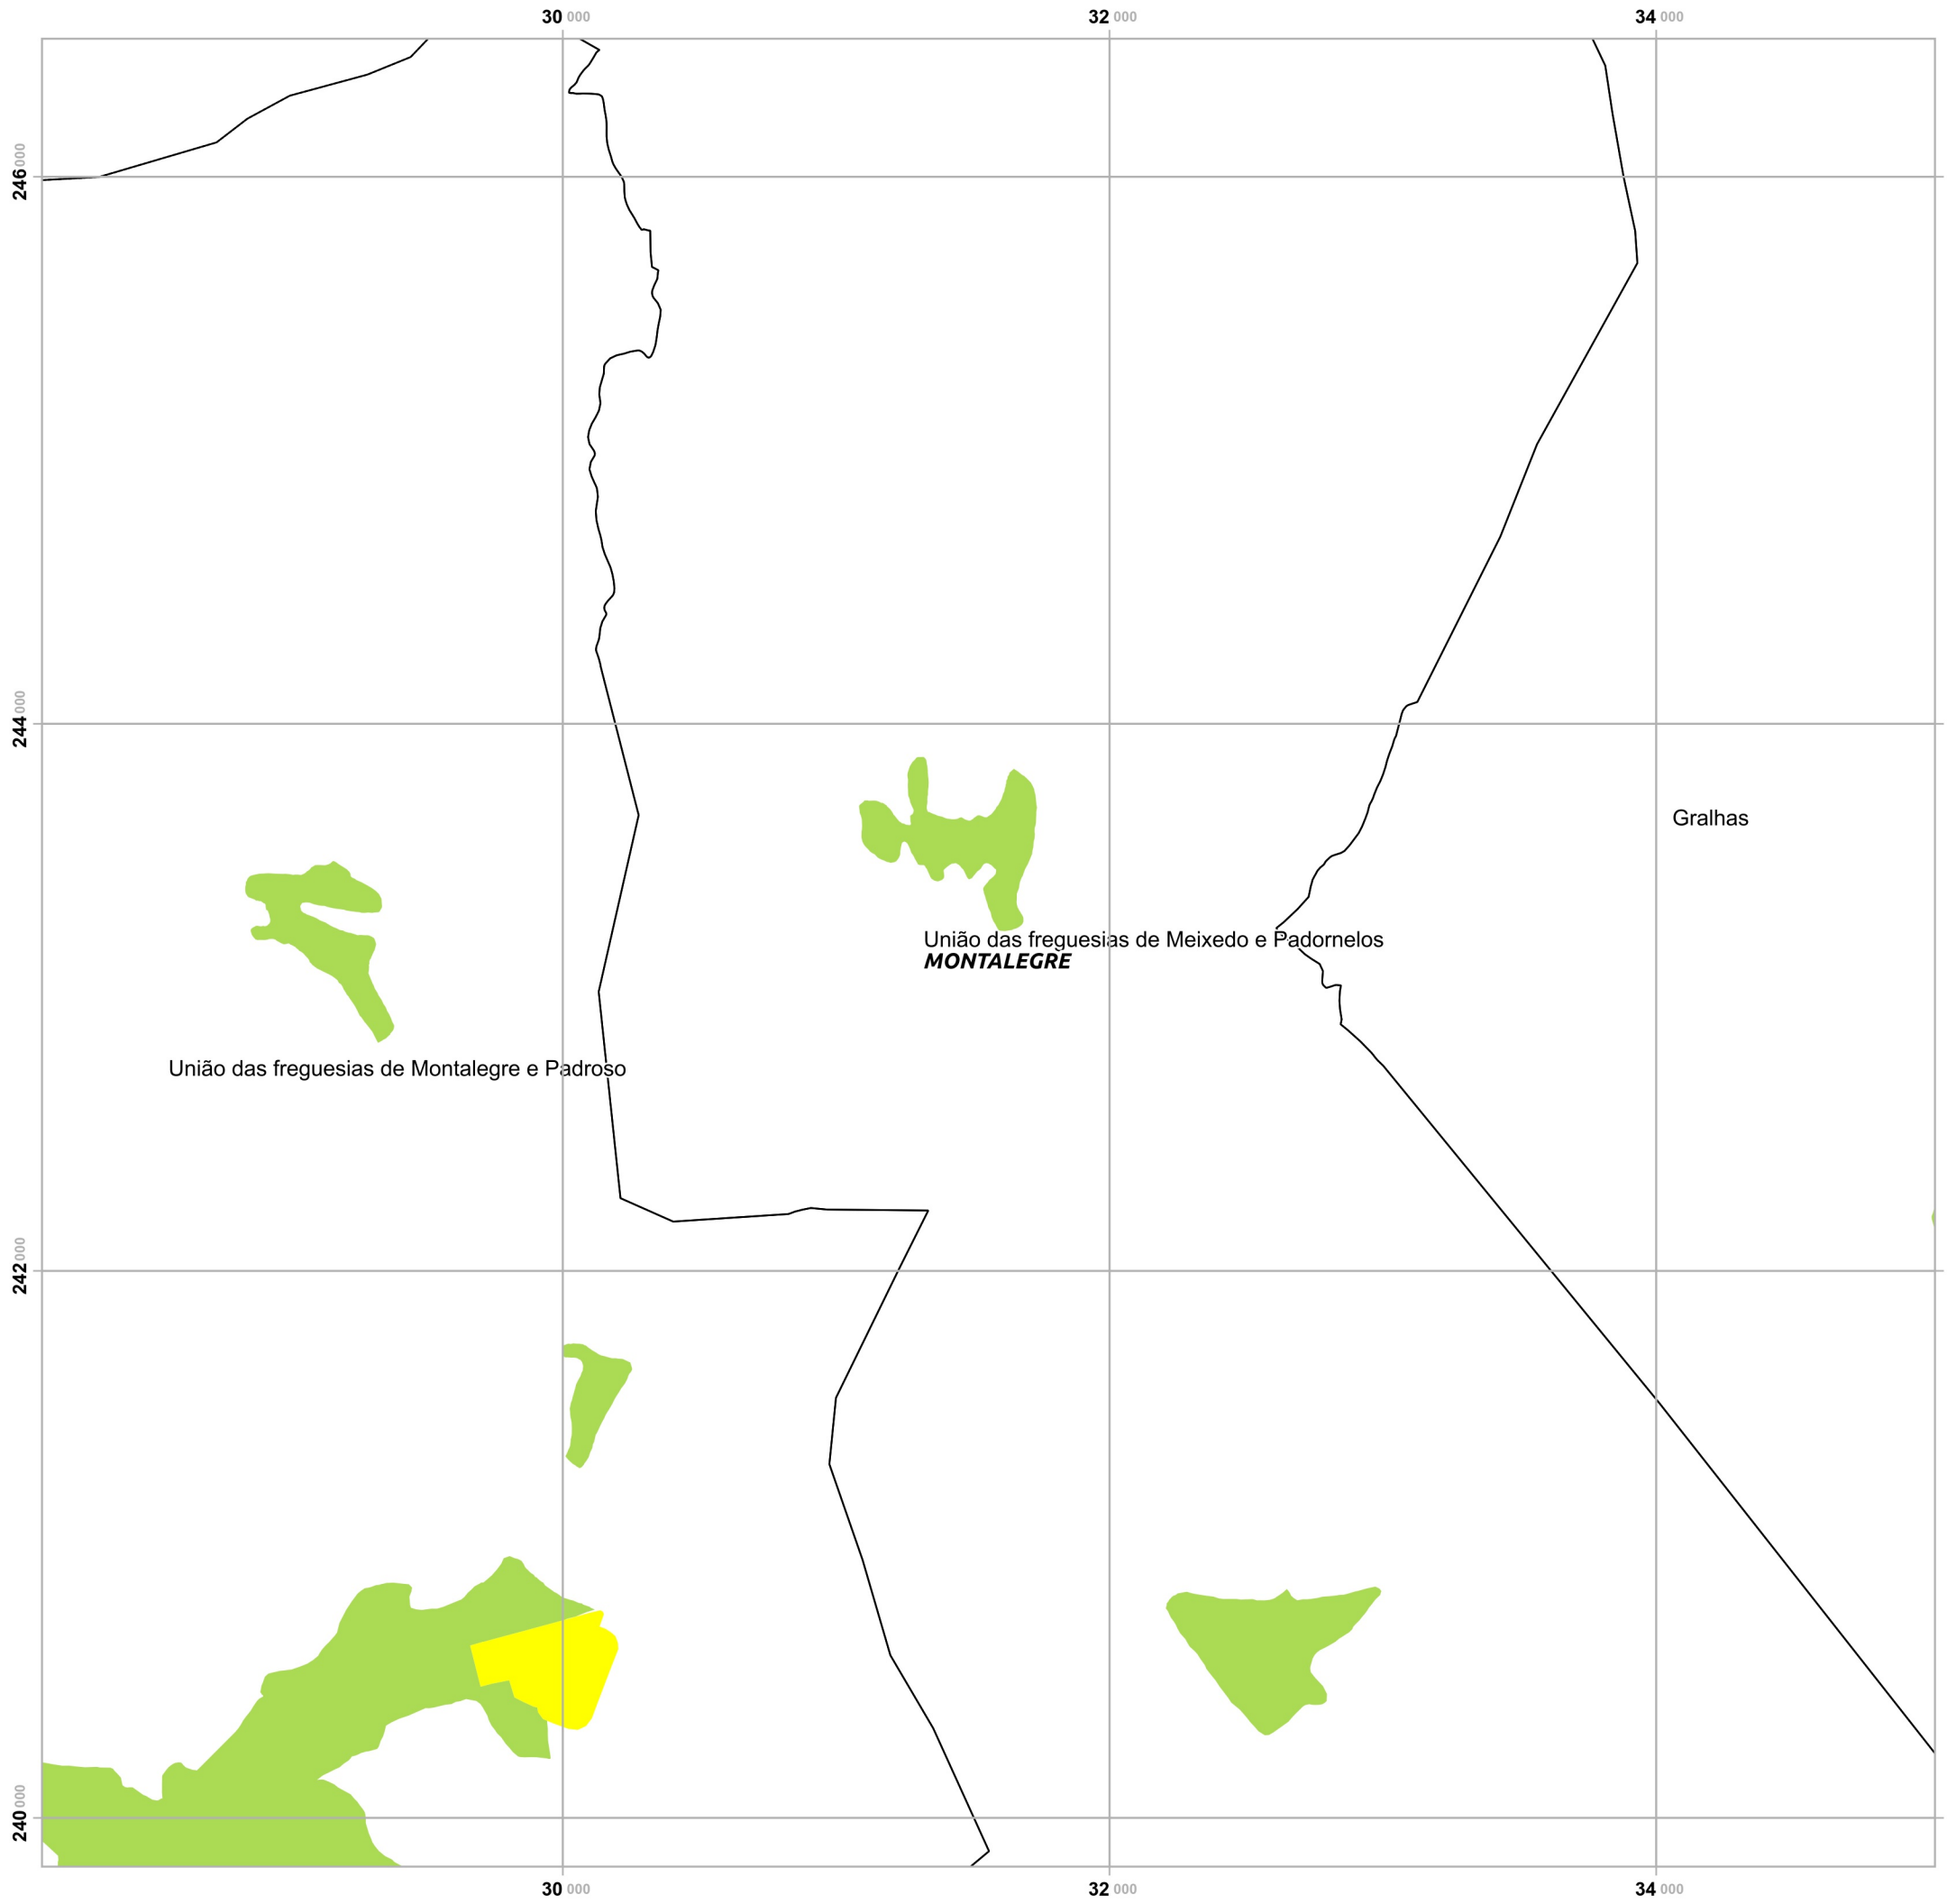 30 000
32 000
34 000
246 000
244 000
Gralhas
União das freguesias de Meixedo e Padornelos
MONTALEGRE
União das freguesias de Montalegre e Padroso
242 000
240 000
30 000
32 000
34 000